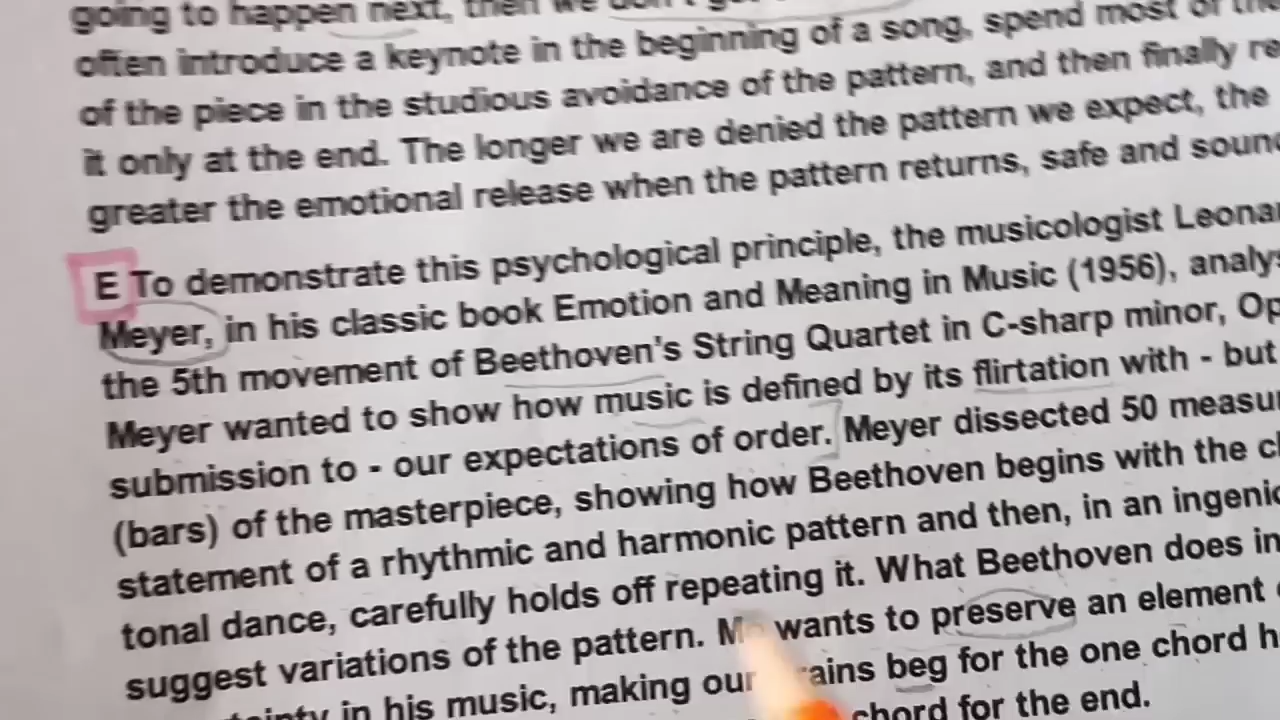 going to happen next, then we don't
often introduce a keynote in the beginning of a song, spend most of the
of the piece in the studious avoidance of the pattern, and then finally re
it only at the end. The longer we are denied the pattern we expect, the
greater the emotional release when the pattern returns, safe and soun
E To demonstrate this psychological principle, the musicologist Leona
Meyer, in his classic book Emotion and Meaning in Music (1956), analy
the 5th movement of Beethoven's String Quartet in C-sharp minor, Op
Meyer wanted to show how music is defined by its flirtation with - but
submission to - our expectations of order. Meyer dissected 50 measu
(bars) of the masterpiece, showing how Beethoven begins with the cl
statement of a rhythmic and harmonic pattern and then, in an ingenio
tonal dance, carefully holds off repeating it. What Beethoven does in
suggest variations of the pattern. wants to preserve an element
in his music, making our beg for the one chord h
chord for the end.